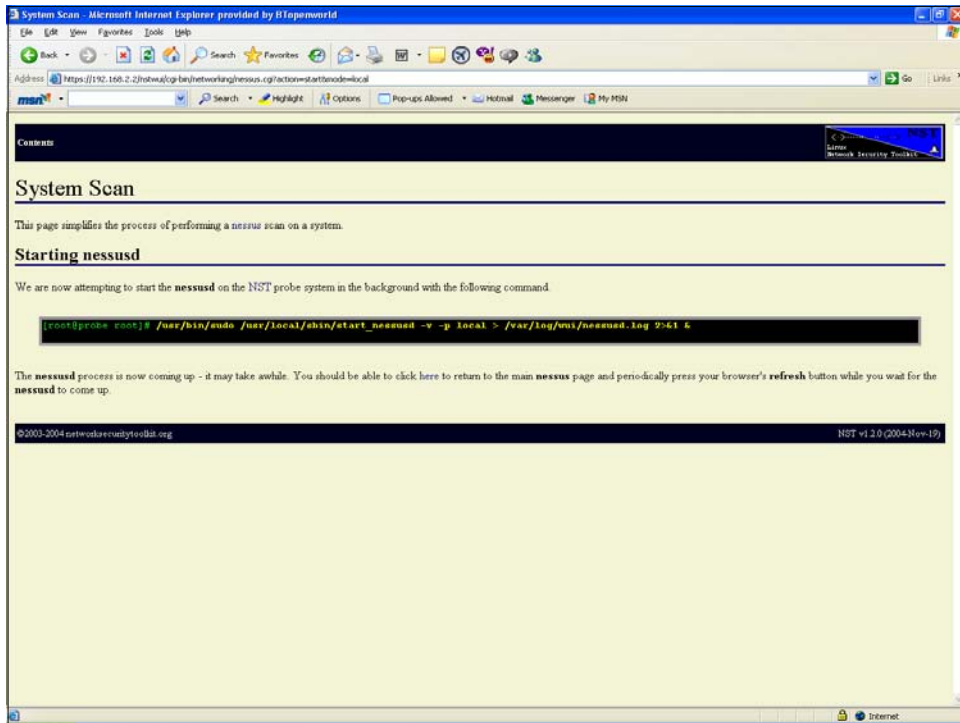 System Scan - Microsoft Internet Explorer provided by BTopenworld
File Edit View Favorites Tools Help
Back Search Favorites
Address https://192.168.2.2/nstwui/cgi-bin/networking/nessus.cgi?action=start&mode=local Go Links
msn Search Highlight Options Pop-ups Allowed Hotmail Messenger My MSN
Contents
NST
Linux
Network Security Toolkit
System Scan
This page simplifies the process of performing a nessus scan on a system.
Starting nessusd
We are now attempting to start the nessusd on the NST probe system in the background with the following command.
[root@probe root]# /usr/bin/sudo /usr/local/sbin/start_nessusd -v -p local > /var/log/wui/nessusd.log 2>&1 &
The nessusd process is now coming up - it may take awhile. You should be able to click here to return to the main nessus page and periodically press your browser's refresh button while you wait for the
nessusd to come up.
©2003-2004 networksecuritytoolkit.org NST v1.2.0 (2004-Nov-19)
Internet